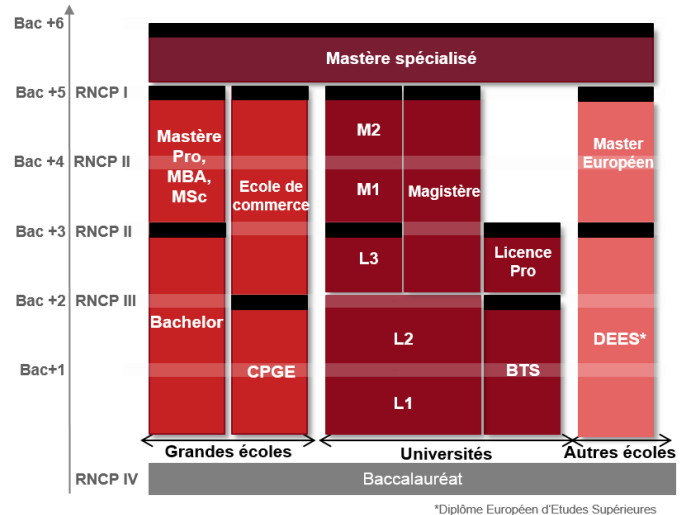 Bac +6
Mastère spécialisé
Bac +5 RNCP I
Mastère
Pro,
MBA,
MSc
Ecole de
commerce
M2
M1
Magistère
Master
Européen
Bac +4 RNCP II
Bac +3 RNCP II
L3
Licence
Pro
Bac +2 RNCP III
Bachelor
CPGE
L2
L1
BTS
DEES*
Bac+1
Grandes écoles
Universités
Autres écoles
RNCP IV
Baccalauréat
*Diplôme Européen d'Etudes Supérieures